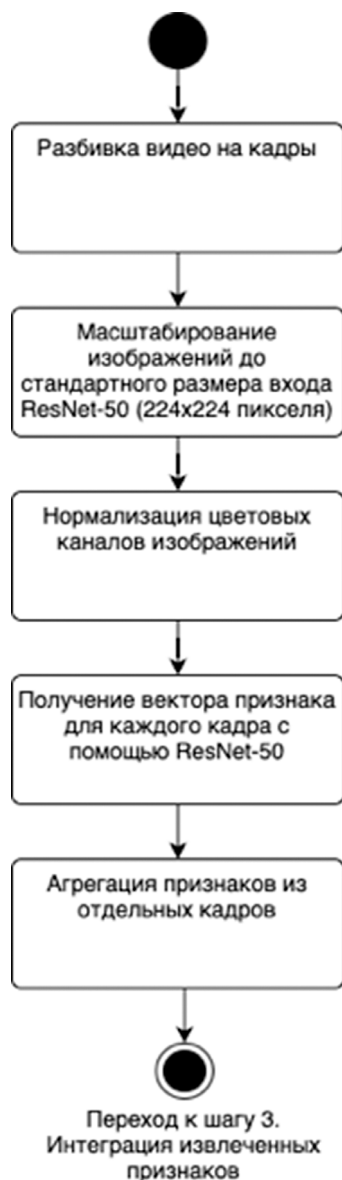 Разбивка видео на кадры
Масштабирование
изображений до
стандартного размера входа
ResNet-50 (224x224 пикселя)
Нормализация цветовых
каналов изображений
Получение вектора признака
для каждого кадра с
помощью ResNet-50
Агрегация признаков из
отдельных кадров
Переход к шагу 3.
Интеграция извлеченных
признаков